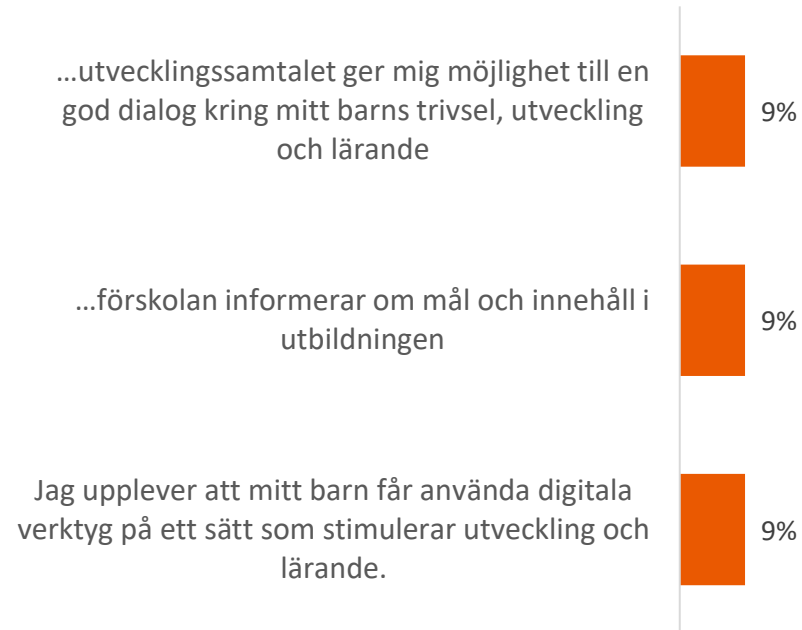 ...utvecklingssamtalet ger mig möjlighet till en
god dialog kring mitt barns trivsel, utveckling
och lärande
9%
...förskolan informerar om mål och innehåll i
utbildningen
9%
Jag upplever att mitt barn får använda digitala
verktyg på ett sätt som stimulerar utveckling och
lärande.
9%